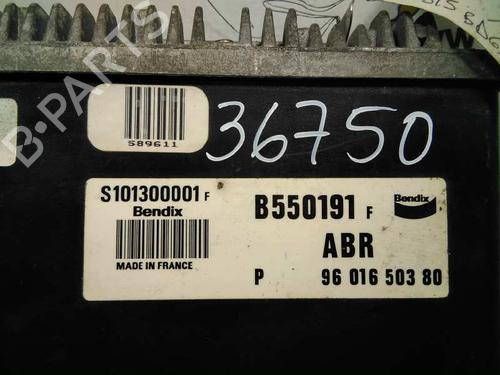 B-PARTS
589611
36750
S101300001 F
Bendix
MADE IN FRANCE
B550191 F
Bendix
ABR
P 96 016 503 80